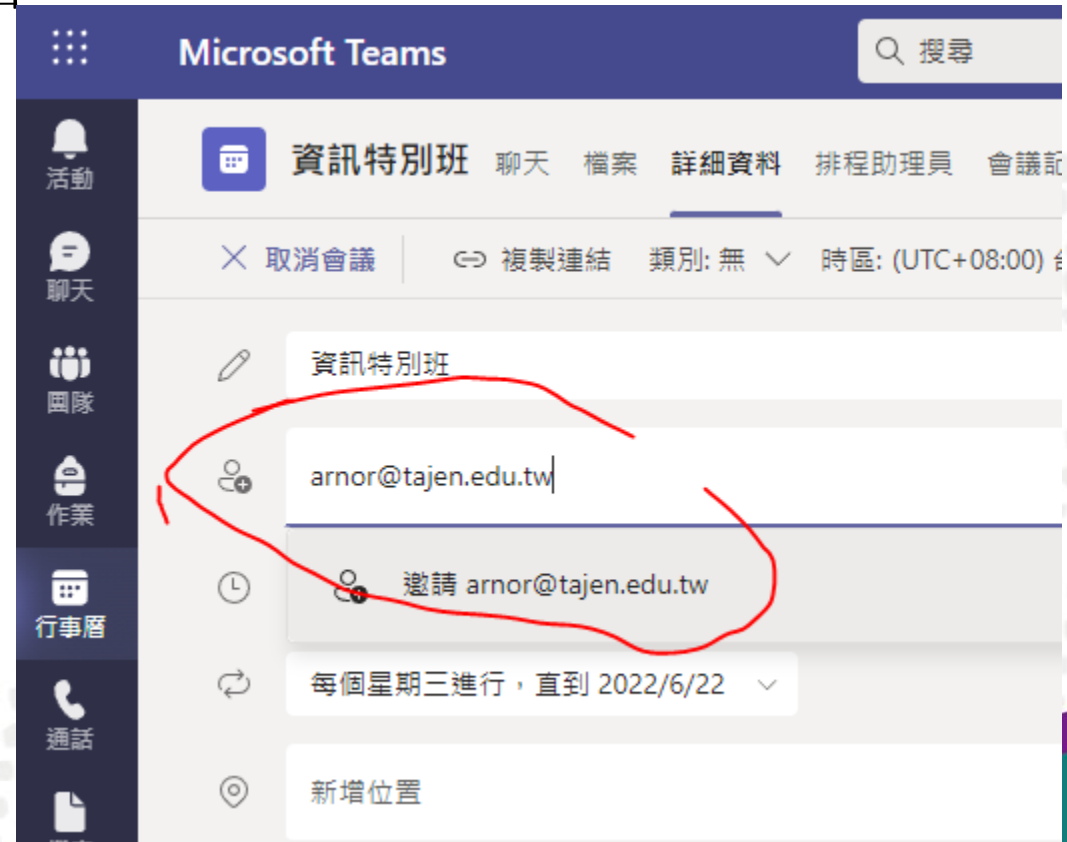 Microsoft Teams
搜尋
活動
聊天
團隊
作業
行事曆
通話
資訊特別班 聊天 檔案 詳細資料 排程助理員 會議記
取消會議 複製連結 類別: 無 時區: (UTC+08:00)
資訊特別班
arnor@tajen.edu.tw
邀請 arnor@tajen.edu.tw
每個星期三進行，直到 2022/6/22
新增位置